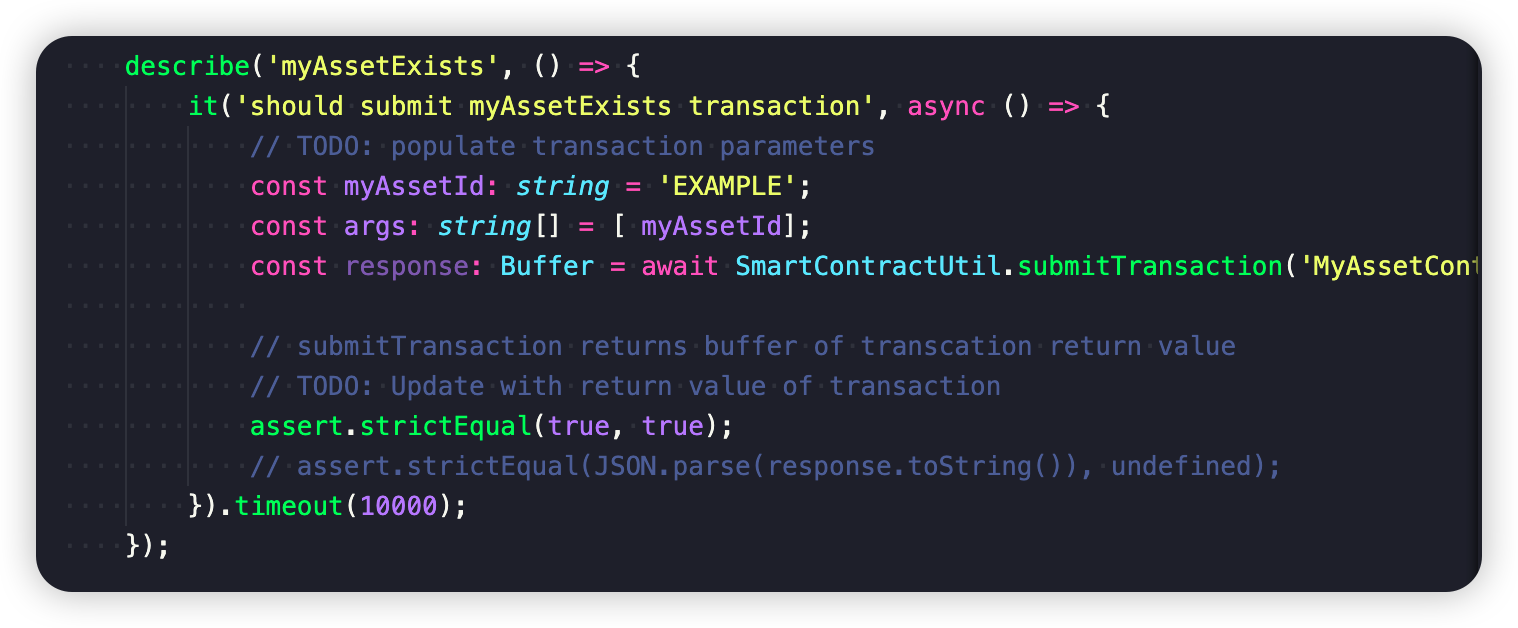 describe('myAssetExists', () => {
it('should submit myAssetExists transaction', async () => {
// TODO: populate transaction parameters
const myAssetId: string = 'EXAMPLE';
const args: string[] = [ myAssetId];
const response: Buffer = await SmartContractUtil.submitTransaction('MyAssetCont
// submitTransaction returns buffer of transcation return value
// TODO: Update with return value of transaction
assert.strictEqual(true, true);
// assert.strictEqual(JSON.parse(response.toString()), undefined);
}).timeout(10000);
});